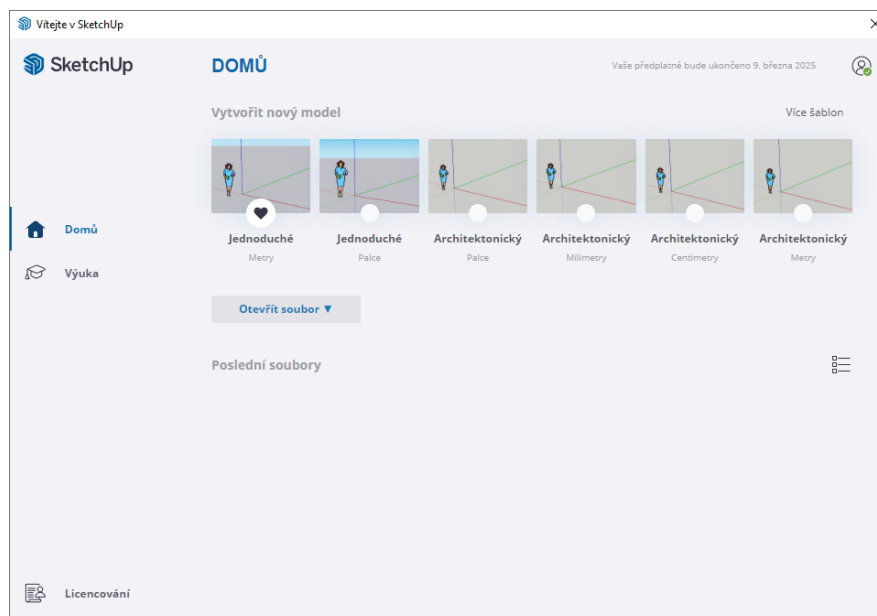 Vítejte v SketchUp
SketchUp
DOMŮ
Vaše předplatné bude ukončeno 9. března 2025
Vytvořit nový model
Více šablon
Jednoduché
Metry
Jednoduché
Palce
Architektonický
Palce
Architektonický
Milimetry
Architektonický
Centimetry
Architektonický
Metry
Domů
Výuka
Otevřít soubor ▼
Poslední soubory
Licencování